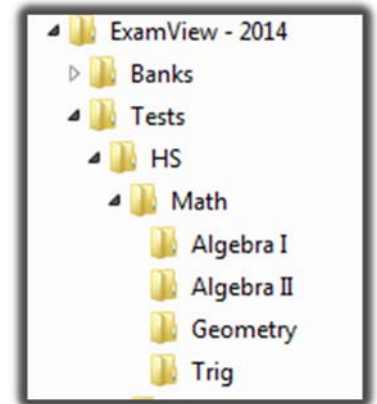 ExamView - 2014
Banks
Tests
HS
Math
Algebra I
Algebra II
Geometry
Trig